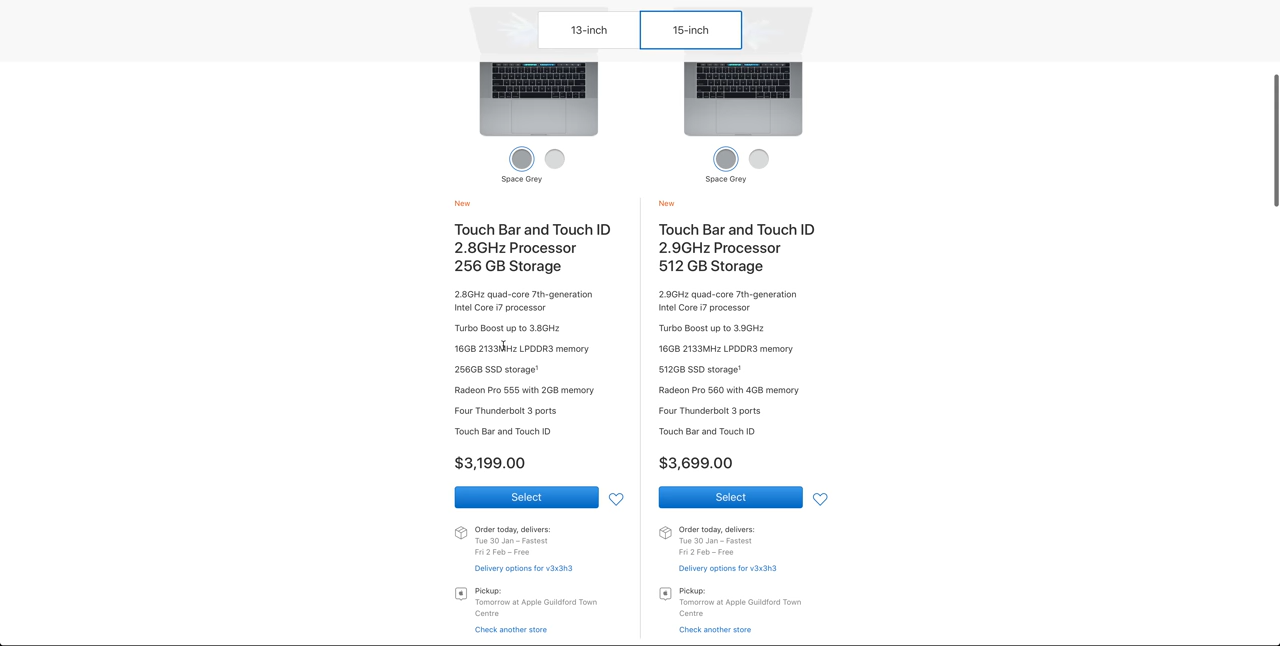 13-inch
15-inch
Space Grey
Space Grey
New
Touch Bar and Touch ID
2.8GHz Processor
256 GB Storage
2.8GHz quad-core 7th-generation
Intel Core i7 processor
Turbo Boost up to 3.8GHz
16GB 2133MHz LPDDR3 memory
256GB SSD storage¹
Radeon Pro 555 with 2GB memory
Four Thunderbolt 3 ports
Touch Bar and Touch ID
$3,199.00
Select
Order today, delivers:
Tue 30 Jan – Fastest
Fri 2 Feb – Free
Delivery options for v3x3h3
Pickup:
Tomorrow at Apple Guildford Town
Centre
Check another store
New
Touch Bar and Touch ID
2.9GHz Processor
512 GB Storage
2.9GHz quad-core 7th-generation
Intel Core i7 processor
Turbo Boost up to 3.9GHz
16GB 2133MHz LPDDR3 memory
512GB SSD storage¹
Radeon Pro 560 with 4GB memory
Four Thunderbolt 3 ports
Touch Bar and Touch ID
$3,699.00
Select
Order today, delivers:
Tue 30 Jan – Fastest
Fri 2 Feb – Free
Delivery options for v3x3h3
Pickup:
Tomorrow at Apple Guildford Town
Centre
Check another store